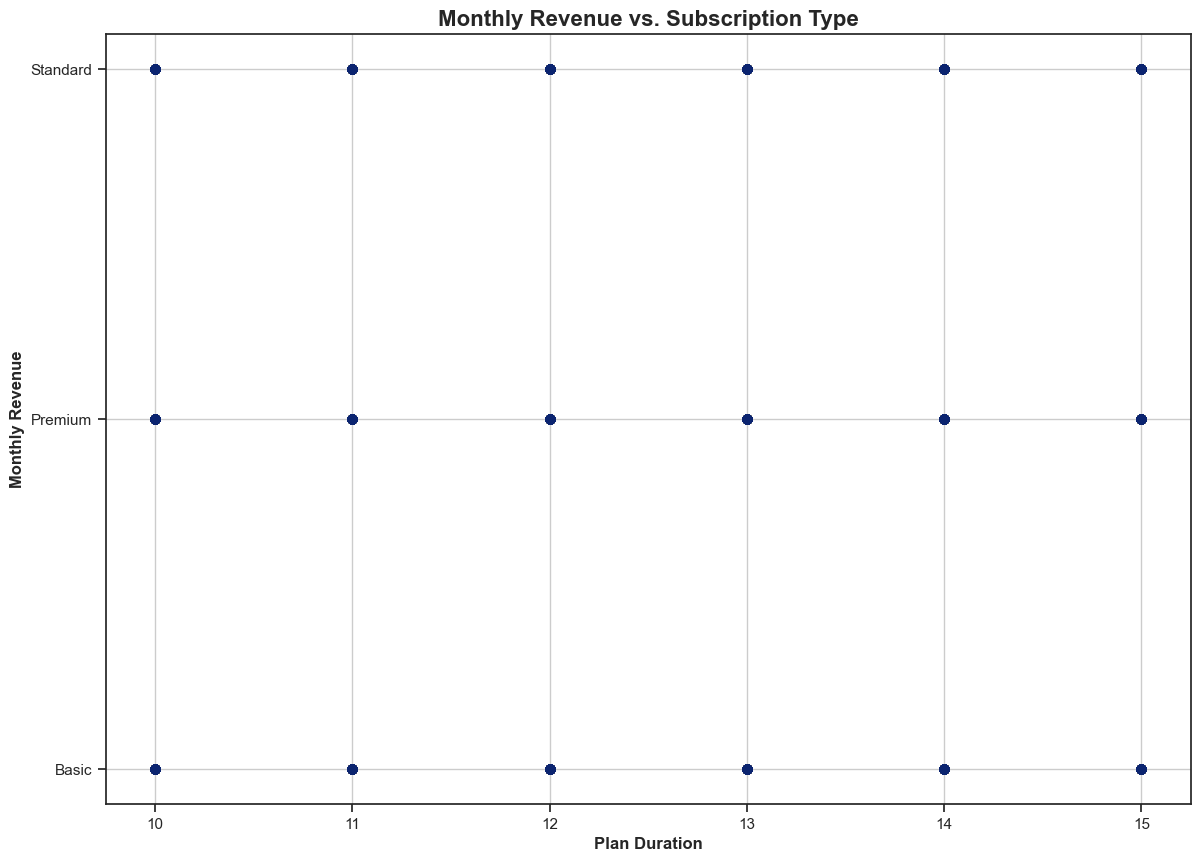 Monthly Revenue vs. Subscription Type
Standard
Premium
Basic
Monthly Revenue
10 11 12 13 14 15
Plan Duration